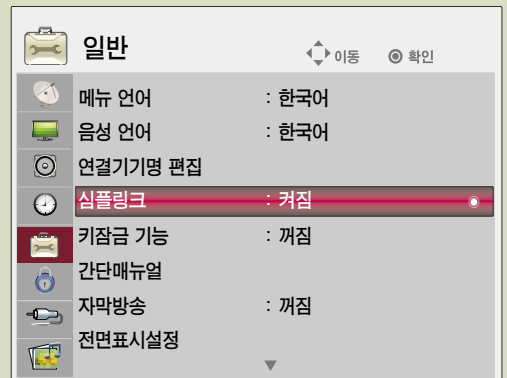 일반 이동 확인
메뉴 언어 : 한국어
음성 언어 : 한국어
연결기기명 편집
심플링크 : 켜짐
키잠금 기능 : 꺼짐
간단매뉴얼
자막방송 : 꺼짐
전면표시설정